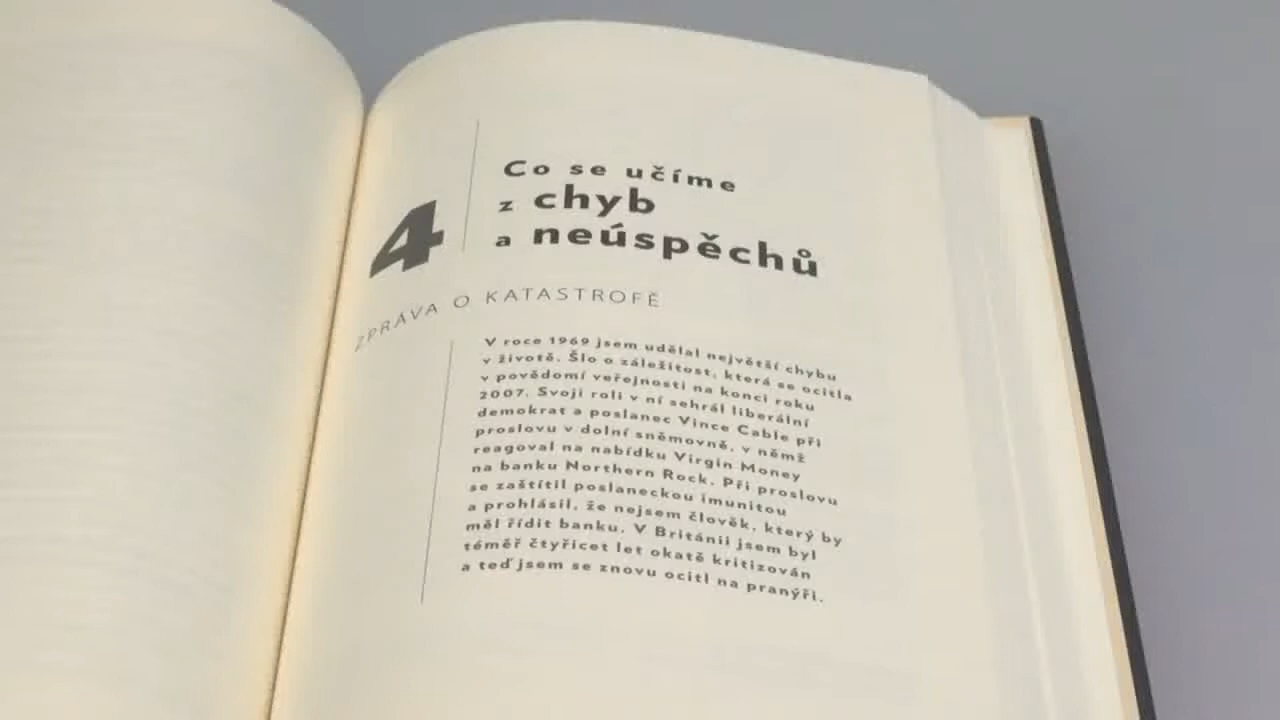 4
Co se učíme
z chyb
a neúspěchů
ZPRÁVA O KATASTROFĚ
V roce 1969 jsem udělal největší chybu
v životě. Šlo o záležitost, která se ocitla
v povědomí veřejnosti na konci roku
2007. Svoji roli v ní sehrál liberální
demokrat a poslanec Vince Cable při
proslovu v dolní sněmovně, v němž
reagoval na nabídku Virgin Money
na banku Northern Rock. Při proslovu
se zaštítil poslaneckou imunitou
a prohlásil, že nejsem člověk, který by
měl řídit banku. V Británii jsem byl
téměř čtyřicet let okatě kritizován
a teď jsem se znovu ocitl na pranýři.